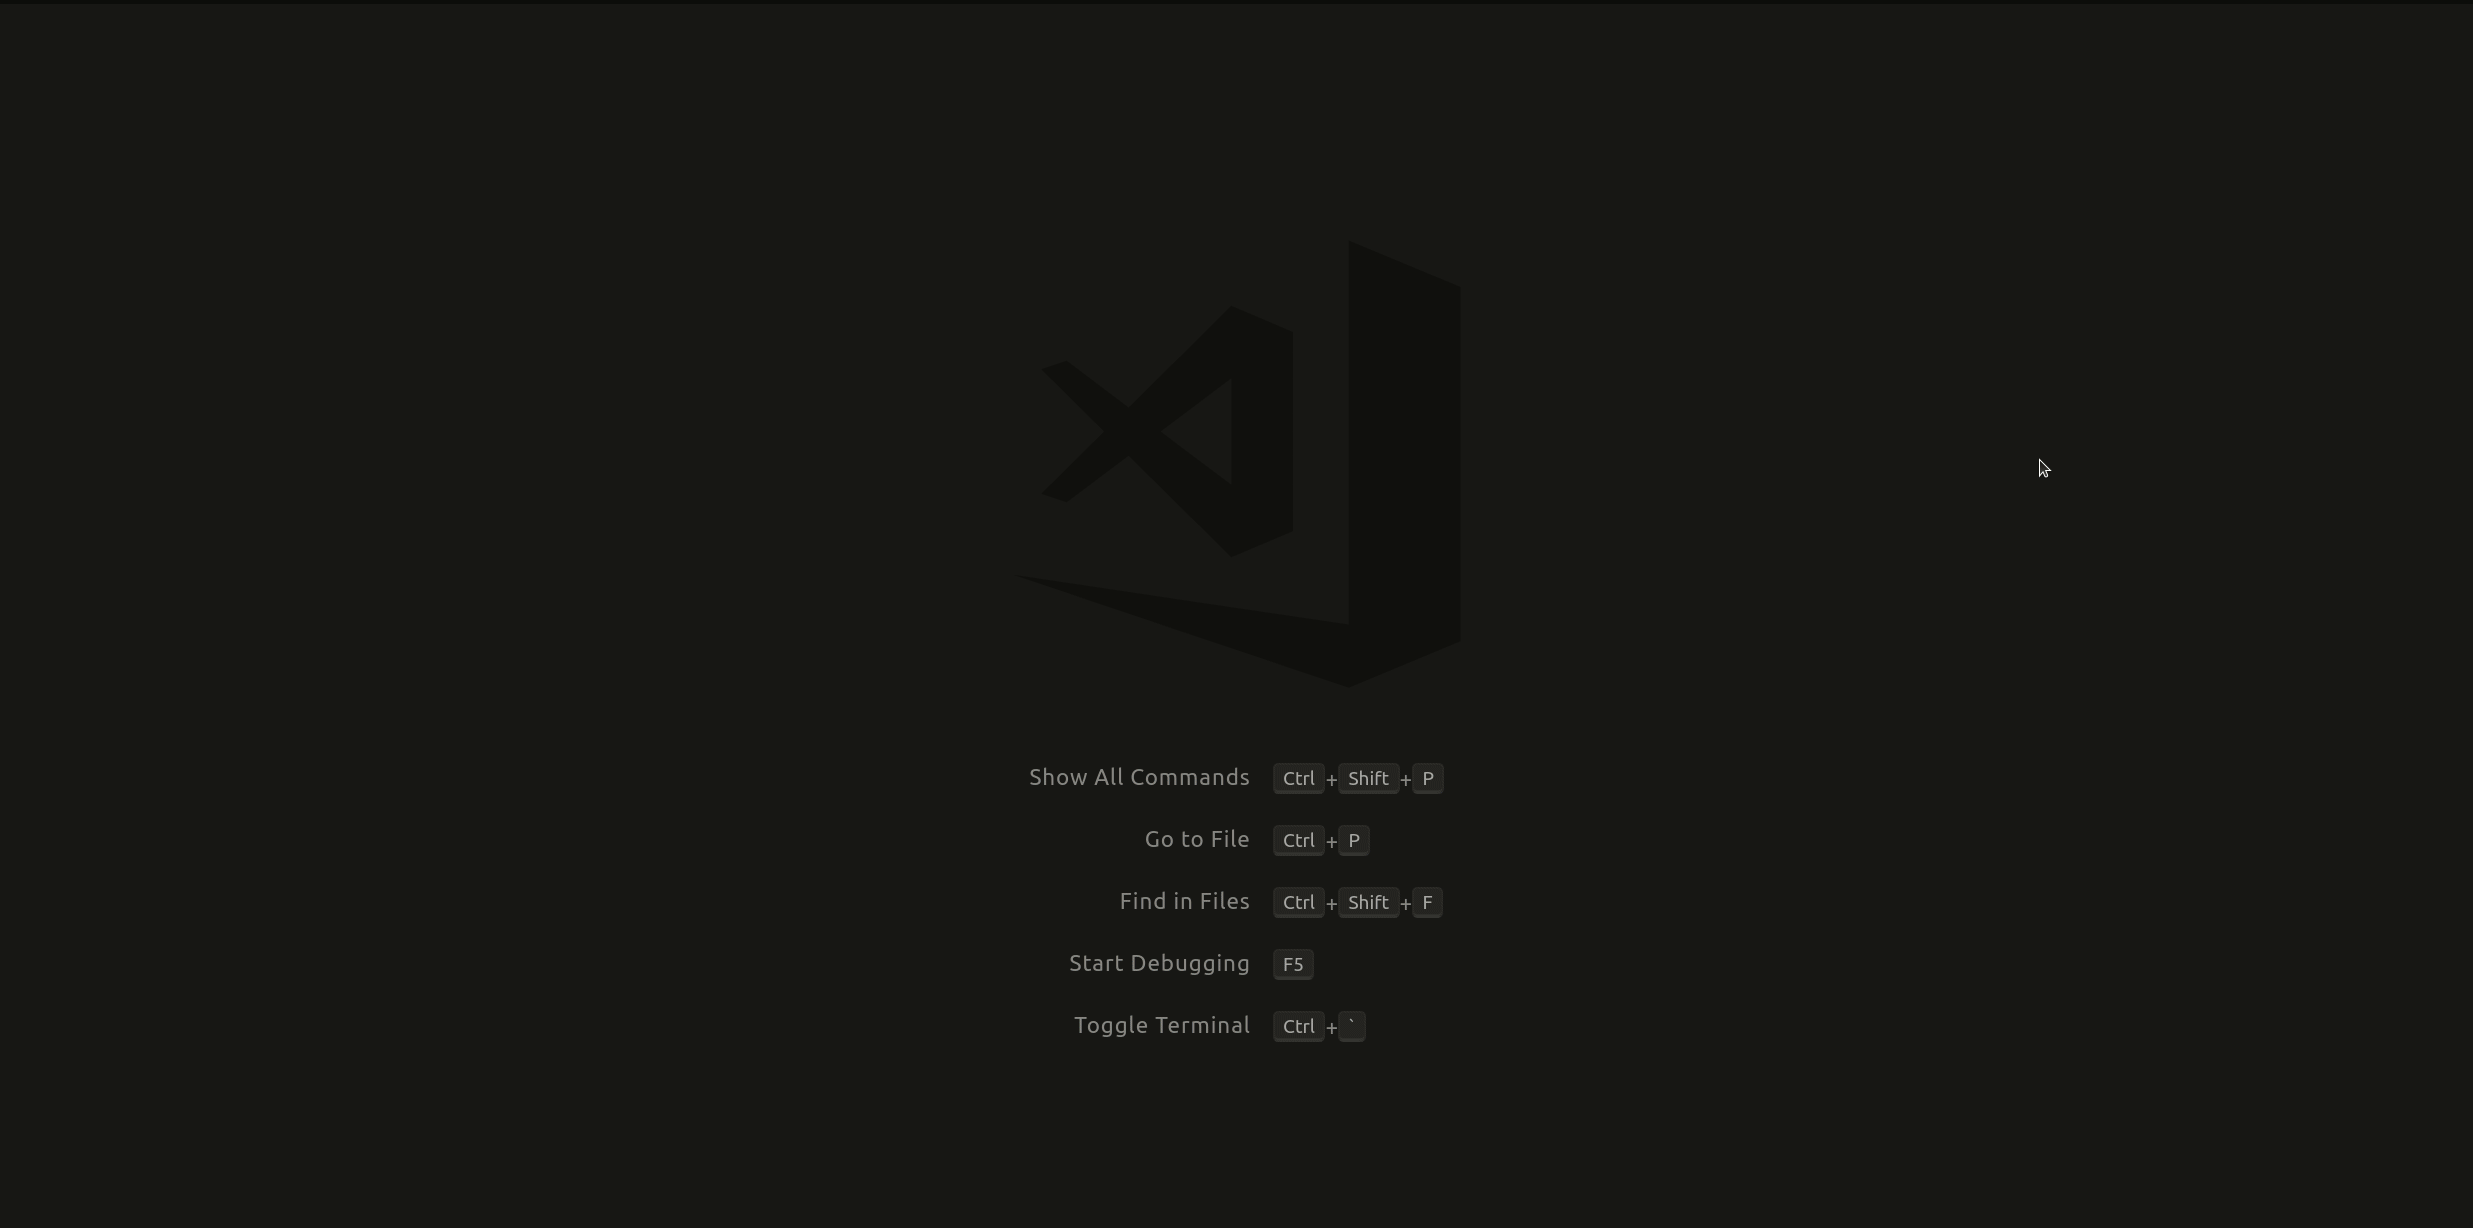 Show All Commands Ctrl+Shift+P
Go to File Ctrl+P
Find in Files Ctrl+Shift+F
Start Debugging F5
Toggle Terminal Ctrl+`